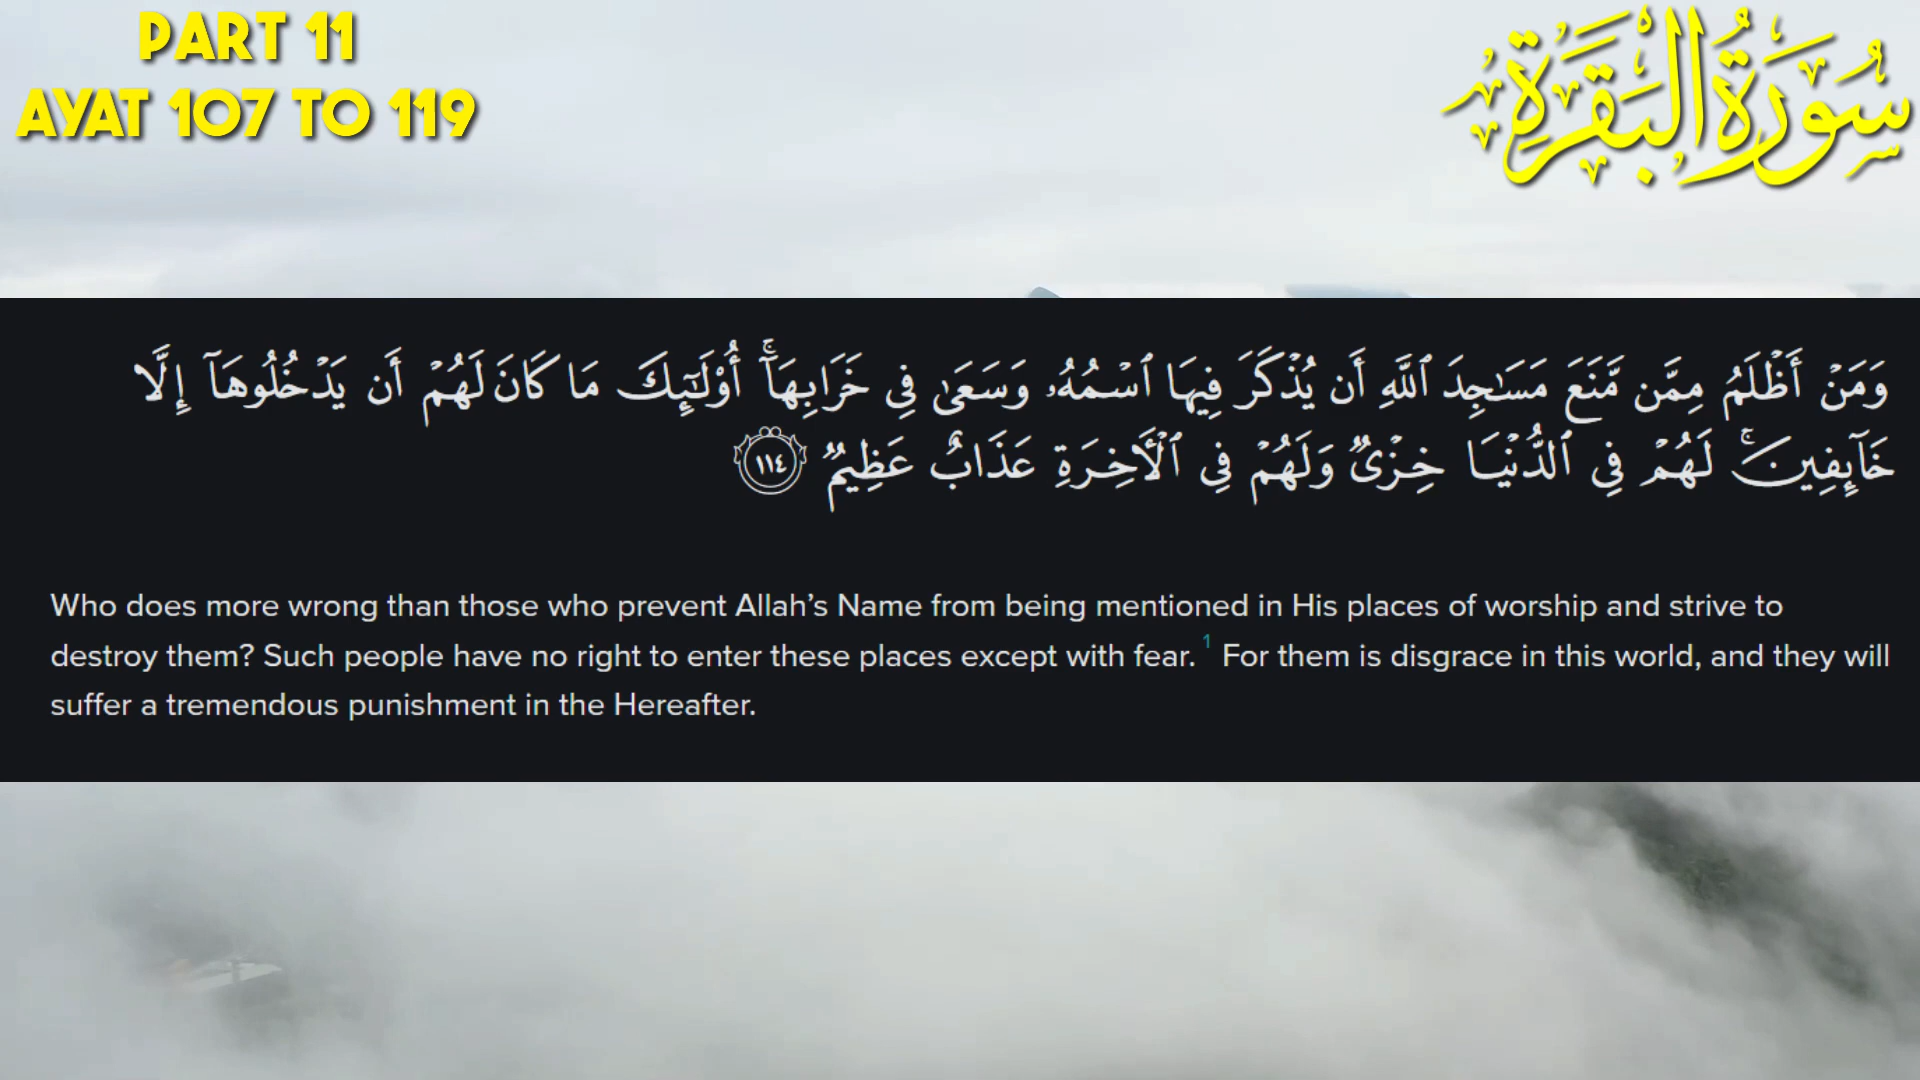 PART 11
AYAT 107 TO 119
سُورَةُ البَقَرَةِ
وَمَنۡ أَظۡلَمُ مِمَّن مَّنَعَ مَسَـٰجِدَ ٱللَّهِ أَن يُذۡكَرَ فِيهَا ٱسۡمُهُۥ وَسَعَىٰ فِى خَرَابِهَآۚ أُو۟لَـٰٓئِكَ مَا كَانَ لَهُمۡ أَن يَدۡخُلُوهَآ إِلَّا
خَآئِفِينَۚ لَهُمۡ فِى ٱلدُّنۡيَا خِزۡىٌ وَلَهُمۡ فِى ٱلۡأَخِرَةِ عَذَابٌ عَظِيمٌ ١١٤
Who does more wrong than those who prevent Allah’s Name from being mentioned in His places of worship and strive to
destroy them? Such people have no right to enter these places except with fear. 1 For them is disgrace in this world, and they will
suffer a tremendous punishment in the Hereafter.